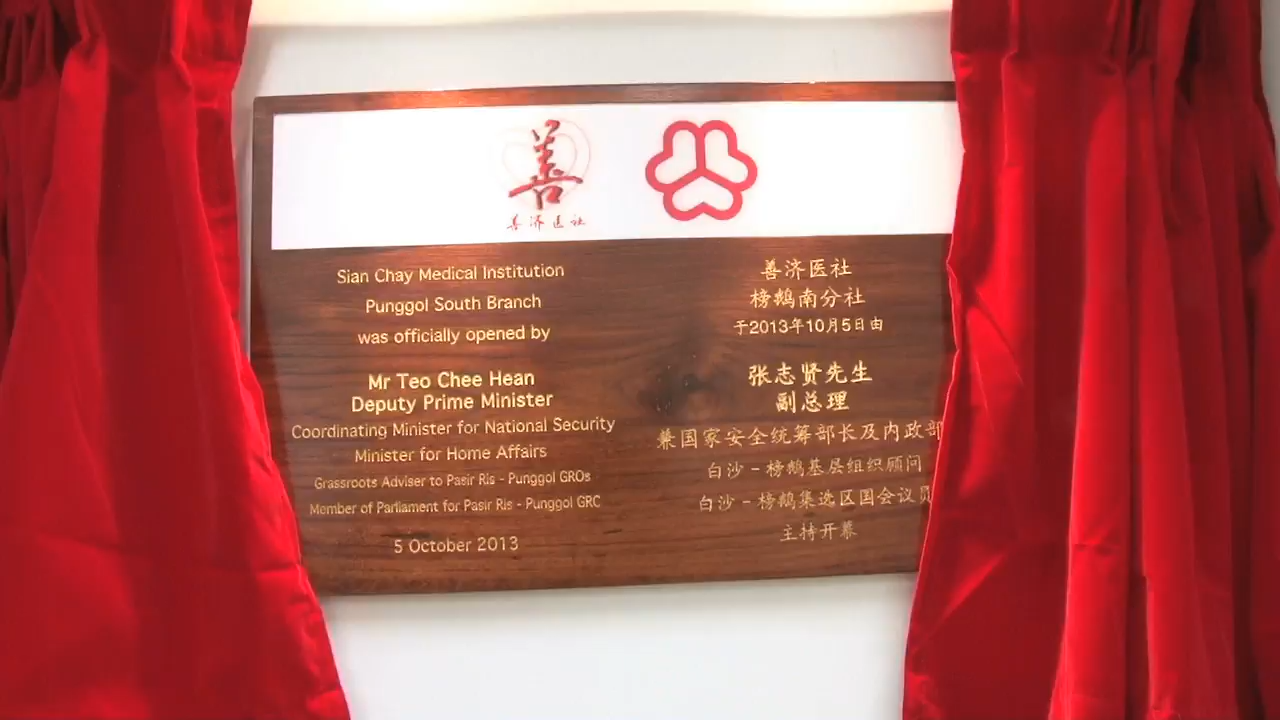 善
善济医社
Sian Chay Medical Institution
Punggol South Branch
was officially opened by
Mr Teo Chee Hean
Deputy Prime Minister
Coordinating Minister for National Security
Minister for Home Affairs
Grassroots Adviser to Pasir Ris - Punggol GROs
Member of Parliament for Pasir Ris - Punggol GRC
5 October 2013
善济医社
榜鹅南分社
于2013年10月5日由
张志贤先生
副总理
兼国家安全统筹部长及内政部
白沙－榜鹅基层组织顾问
白沙－榜鹅集选区国会议员
主持开幕